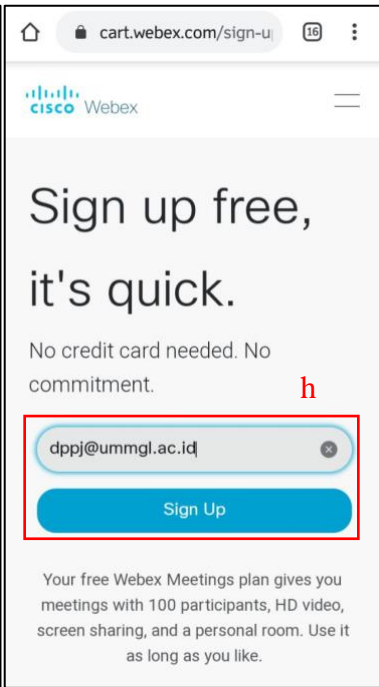 cart.webex.com/sign-u
16
cisco Webex
Sign up free,
it's quick.
No credit card needed. No
commitment.
h
dppj@ummgl.ac.id
Sign Up
Your free Webex Meetings plan gives you
meetings with 100 participants, HD video,
screen sharing, and a personal room. Use it
as long as you like.